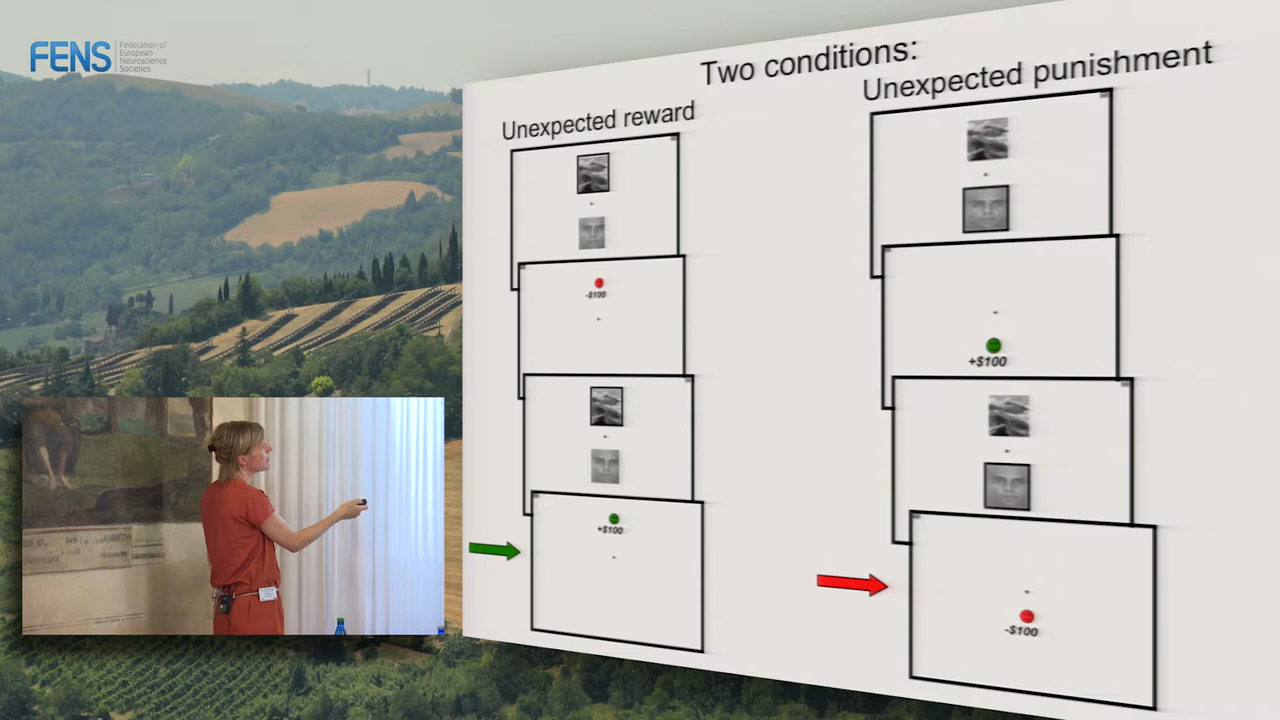 FENS
Federation of
European
Neuroscience
Societies
Two conditions:
Unexpected reward
Unexpected punishment
-$100
+$100
+$100
-$100